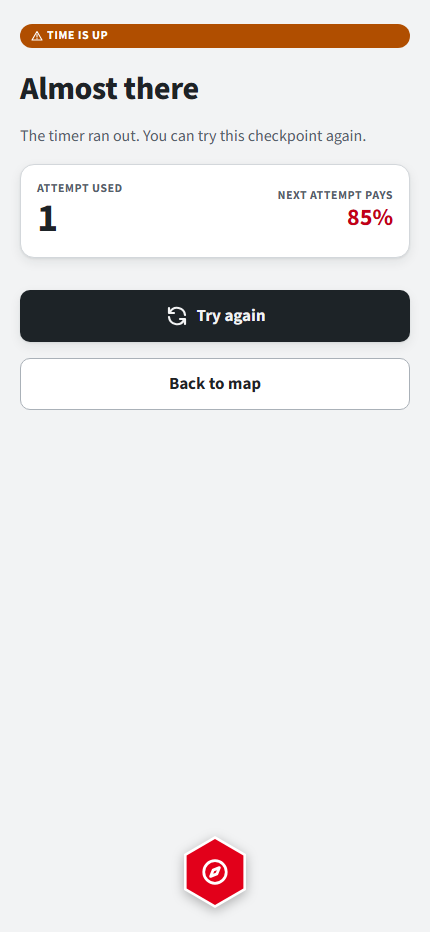 TIME IS UP
Almost there
The timer ran out. You can try this checkpoint again.
ATTEMPT USED
1
NEXT ATTEMPT PAYS
85%
Try again
Back to map